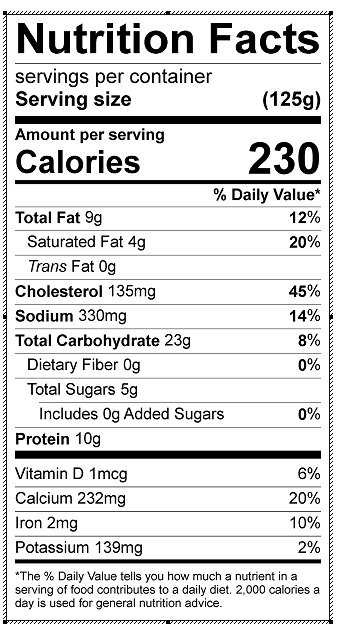 Nutrition Facts
servings per container
Serving size (125g)
Amount per serving
Calories 230
% Daily Value*
Total Fat 9g 12%
Saturated Fat 4g 20%
Trans Fat 0g
Cholesterol 135mg 45%
Sodium 330mg 14%
Total Carbohydrate 23g 8%
Dietary Fiber 0g 0%
Total Sugars 5g
Includes 0g Added Sugars 0%
Protein 10g
Vitamin D 1mcg 6%
Calcium 232mg 20%
Iron 2mg 10%
Potassium 139mg 2%
*The % Daily Value tells you how much a nutrient in a
serving of food contributes to a daily diet. 2,000 calories a
day is used for general nutrition advice.